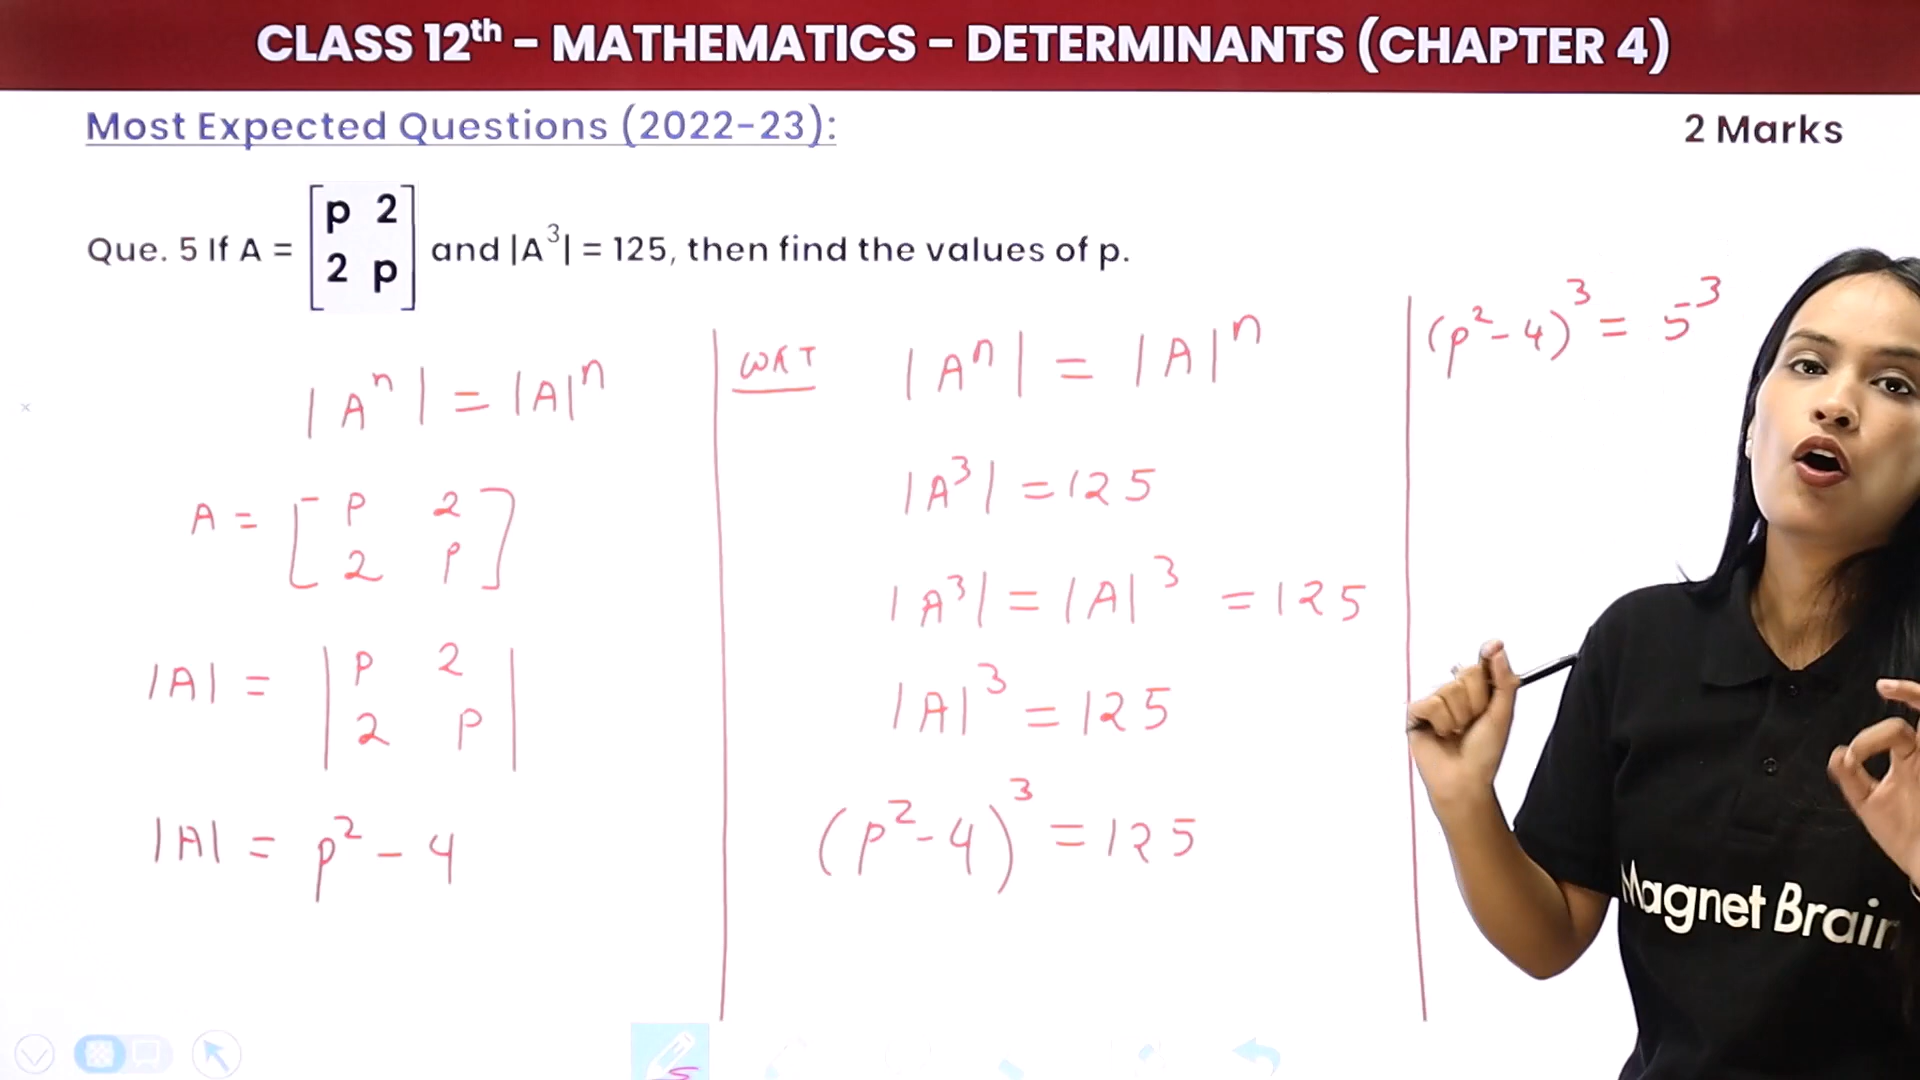 CLASS 12th – MATHEMATICS – DETERMINANTS (CHAPTER 4)
Most Expected Questions (2022-23):
2 Marks
Que. 5 If A = [p 2
2 p] and |A³| = 125, then find the values of p.
|Aⁿ| = |A|ⁿ
A = [P 2
2 P]
|A| = |P 2
2 P|
|A| = p² - 4
WKT |Aⁿ| = |A|ⁿ
|A³| = 125
|A³| = |A|³ = 125
|A|³ = 125
(p² - 4)³ = 125
(p² - 4)³ = 5³
Magnet Brain